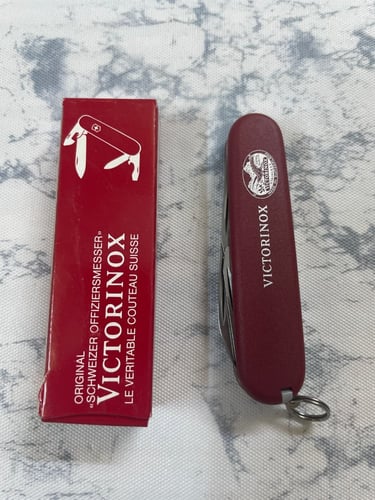 ORIGINAL
«SCHWEIZER OFFIZIERSMESSER»
VICTORINOX
LE VERITABLE COUTEAU SUISSE
VICTORINOX